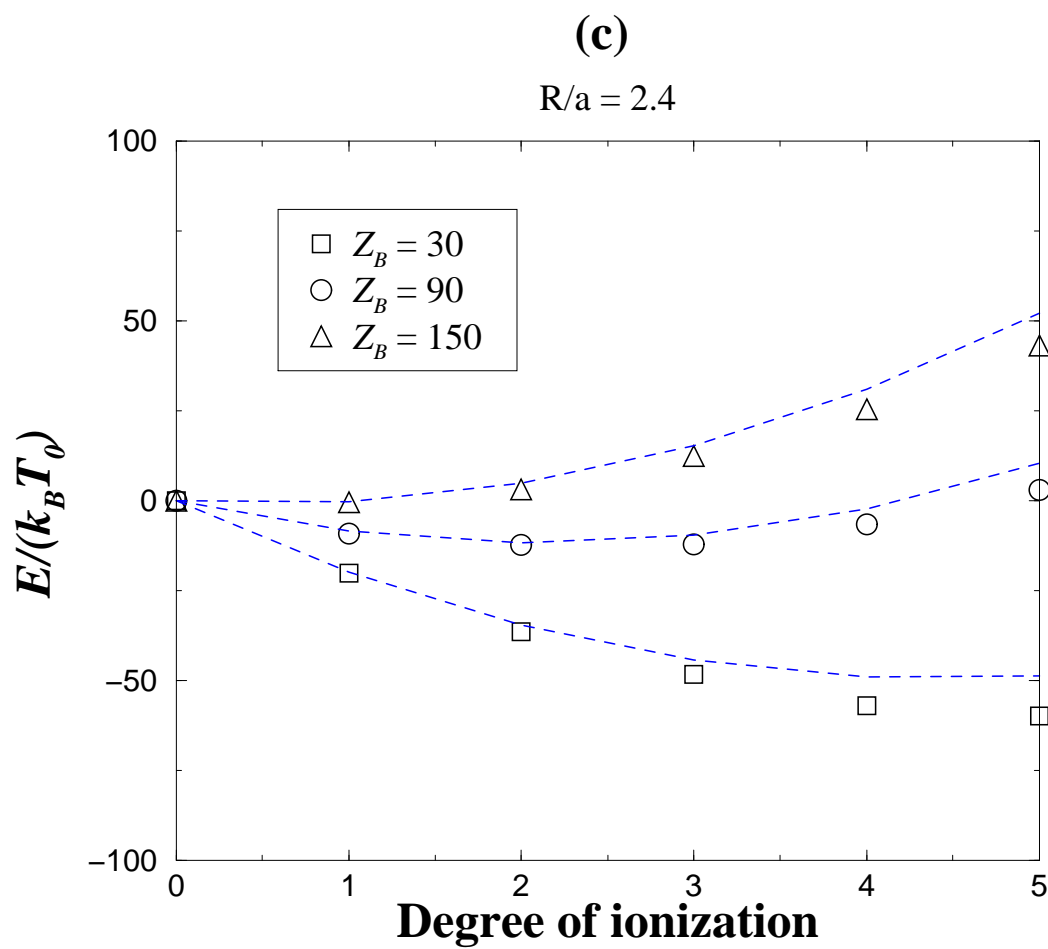 (c)
R/a = 2.4
100
50
0
−50
−100
Z_B = 30
Z_B = 90
Z_B = 150
E/(k_B T_0)
0 1 2 3 4 5
Degree of ionization